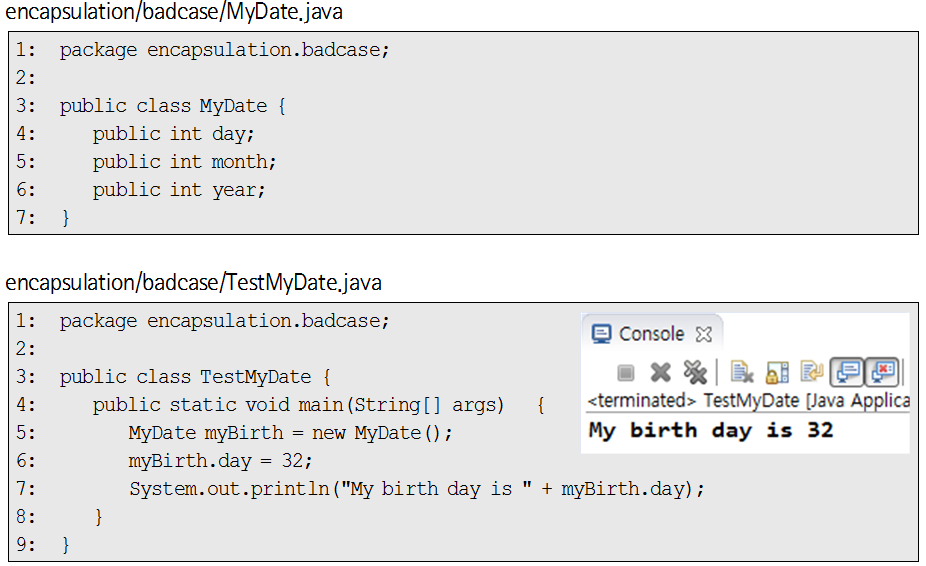 encapsulation/badcase/MyDate.java
1: package encapsulation.badcase;
2:
3: public class MyDate {
4: public int day;
5: public int month;
6: public int year;
7: }
encapsulation/badcase/TestMyDate.java
1: package encapsulation.badcase;
2:
3: public class TestMyDate {
4: public static void main(String[] args) {
5: MyDate myBirth = new MyDate();
6: myBirth.day = 32;
7: System.out.println("My birth day is " + myBirth.day);
8: }
9: }
Console
<terminated> TestMyDate [Java Applica
My birth day is 32